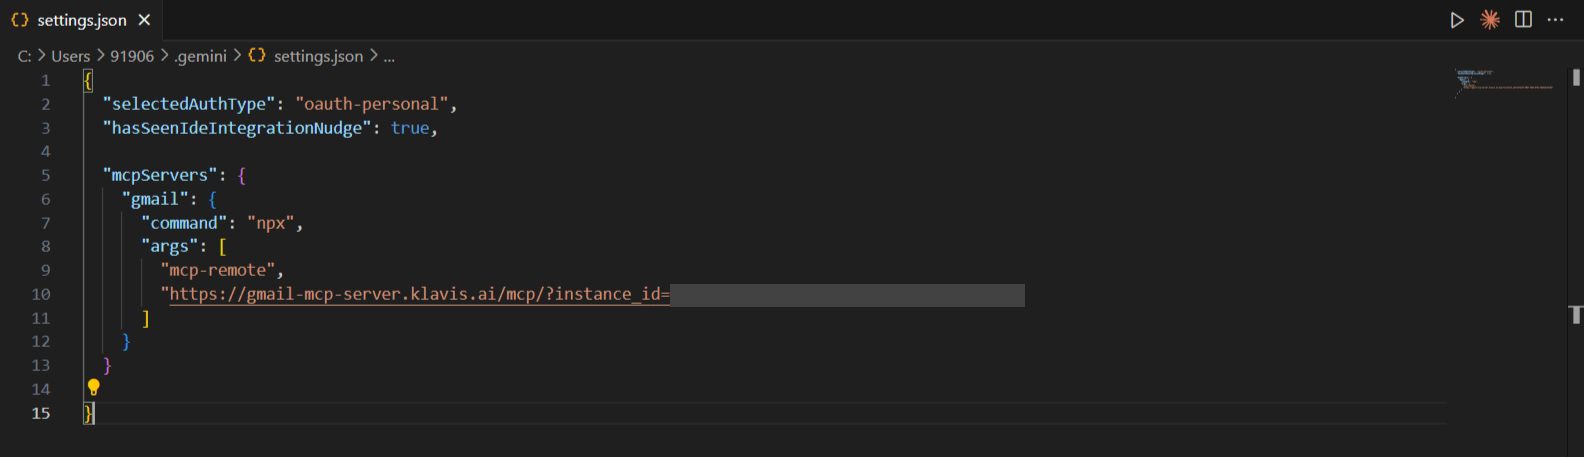 {} settings.json ×
C: > Users > 91906 > .gemini > {} settings.json > ...
1 {
2 "selectedAuthType": "oauth-personal",
3 "hasSeenIdeIntegrationNudge": true,
4
5 "mcpServers": {
6 "gmail": {
7 "command": "npx",
8 "args": [
9 "mcp-remote",
10 "https://gmail-mcp-server.klavis.ai/mcp/?instance_id=
11 ]
12 }
13 }
14
15 }